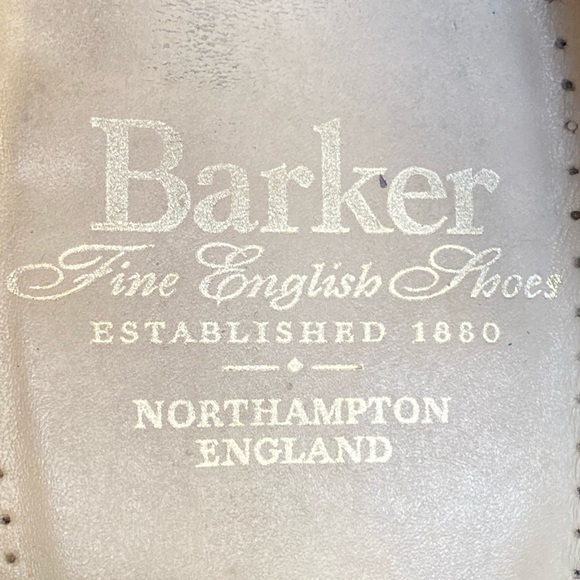 Barker
Fine English Shoes
ESTABLISHED 1880
NORTHAMPTON
ENGLAND